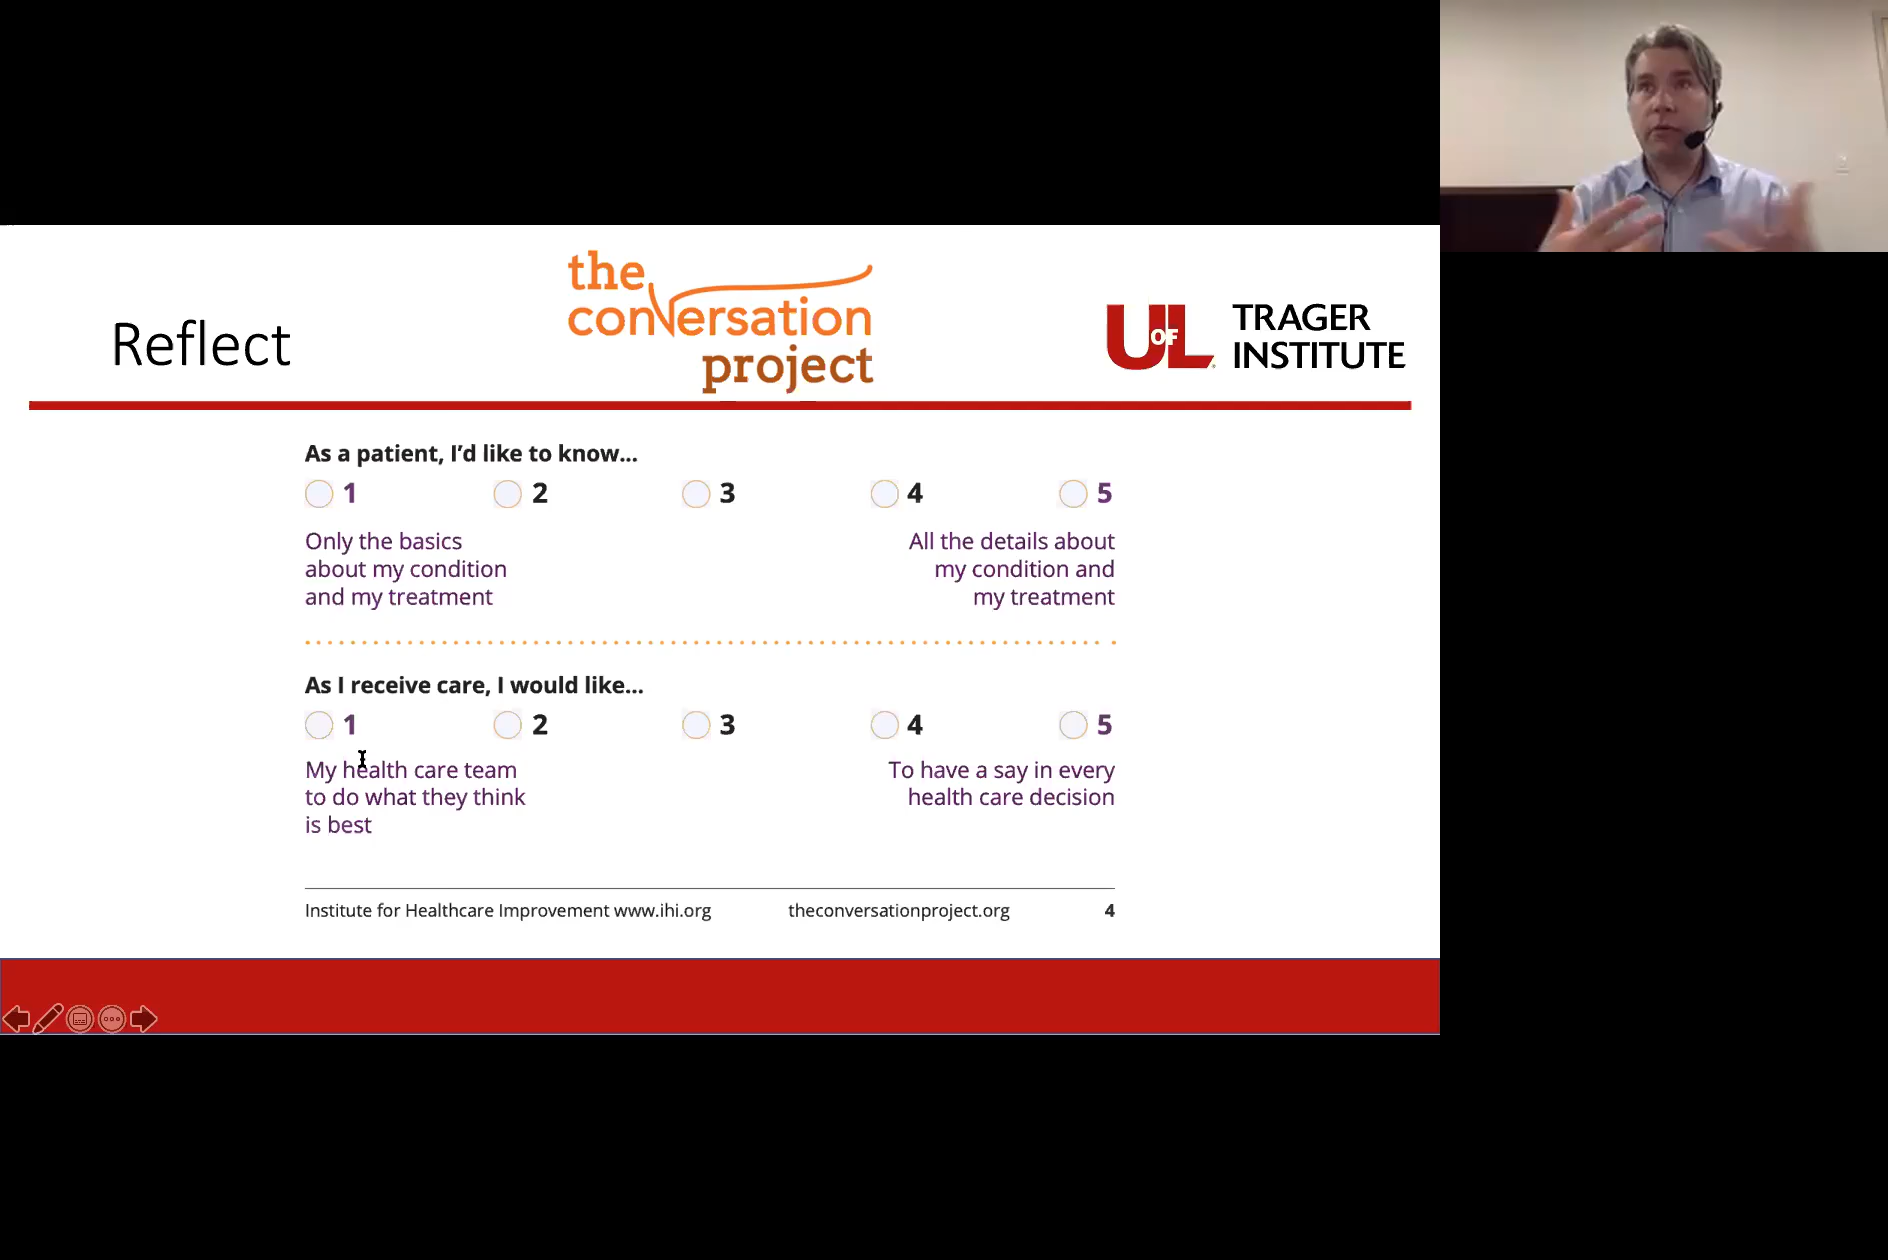 Reflect
the
conversation
project
UOFL
TRAGER
INSTITUTE
As a patient, I'd like to know...
1 2 3 4 5
Only the basics
about my condition
and my treatment
All the details about
my condition and
my treatment
As I receive care, I would like...
1 2 3 4 5
My health care team
to do what they think
is best
To have a say in every
health care decision
Institute for Healthcare Improvement www.ihi.org theconversationproject.org 4